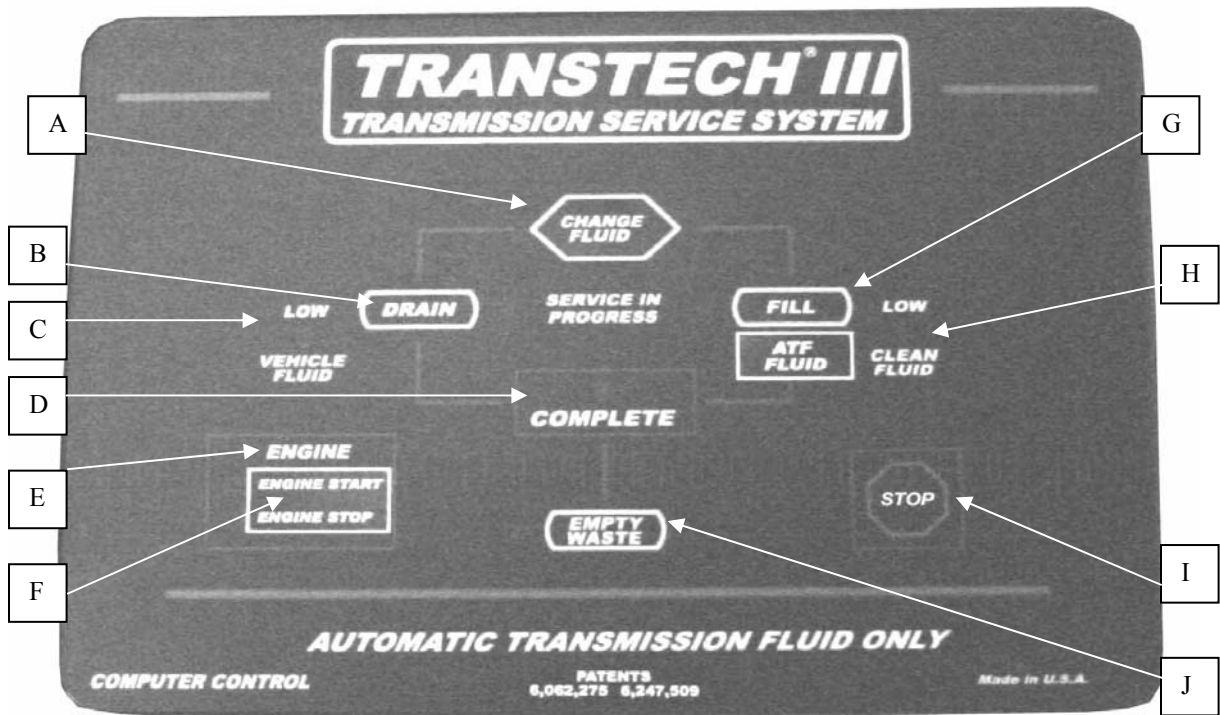 TRANSTECH® III
TRANSMISSION SERVICE SYSTEM
A
G
CHANGE
FLUID
B
H
C
LOW
DRAIN
SERVICE IN
PROGRESS
FILL
LOW
VEHICLE
FLUID
ATF
FLUID
CLEAN
FLUID
D
COMPLETE
E
ENGINE
ENGINE START
ENGINE STOP
STOP
EMPTY
WASTE
F
I
AUTOMATIC TRANSMISSION FLUID ONLY
J
COMPUTER CONTROL
PATENTS
6,062,275 6,247,509
Made in U.S.A.